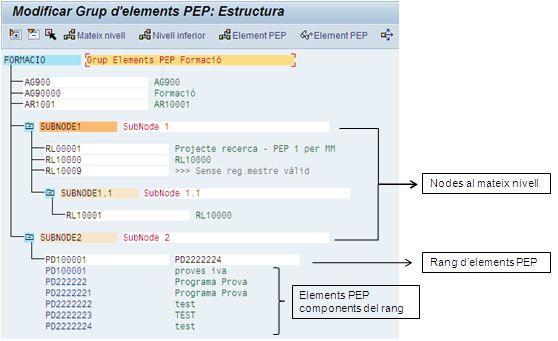 Modificar Grup d'elements PEP: Estructura
Mateix nivell Nivell inferior Element PEP Element PEP
FORMACIO Grup Elements PEP Formació
AG900 AG900
AG90000 Formació
AR1001 AR10001
SUBNODE1 SubNode 1
RL00001 Projecte recerca - PEP 1 per MM
RL10000 RL10000
RL10009 >>> Sense reg.mestre vàlid
Nodes al mateix nivell
SUBNODE1.1 SubNode 1.1
RL10001 RL10000
SUBNODE2 SubNode 2
PD100001 PD2222224
Rang d'elements PEP
PD100001 proves iva
PD2222222 Programa Prova
PD2222221 Programa Prova
PD2222222 test
PD2222223 TEST
PD2222224 test
Elements PEP
components del rang